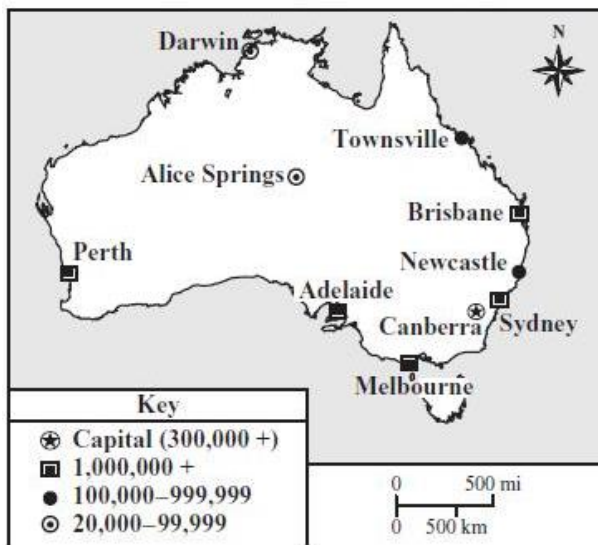 Darwin
N
Townsville
Alice Springs
Brisbane
Perth
Newcastle
Adelaide
Canberra
Sydney
Melbourne
Key
Capital (300,000 +)
1,000,000 +
100,000–999,999
20,000–99,999
0 500 mi
0 500 km